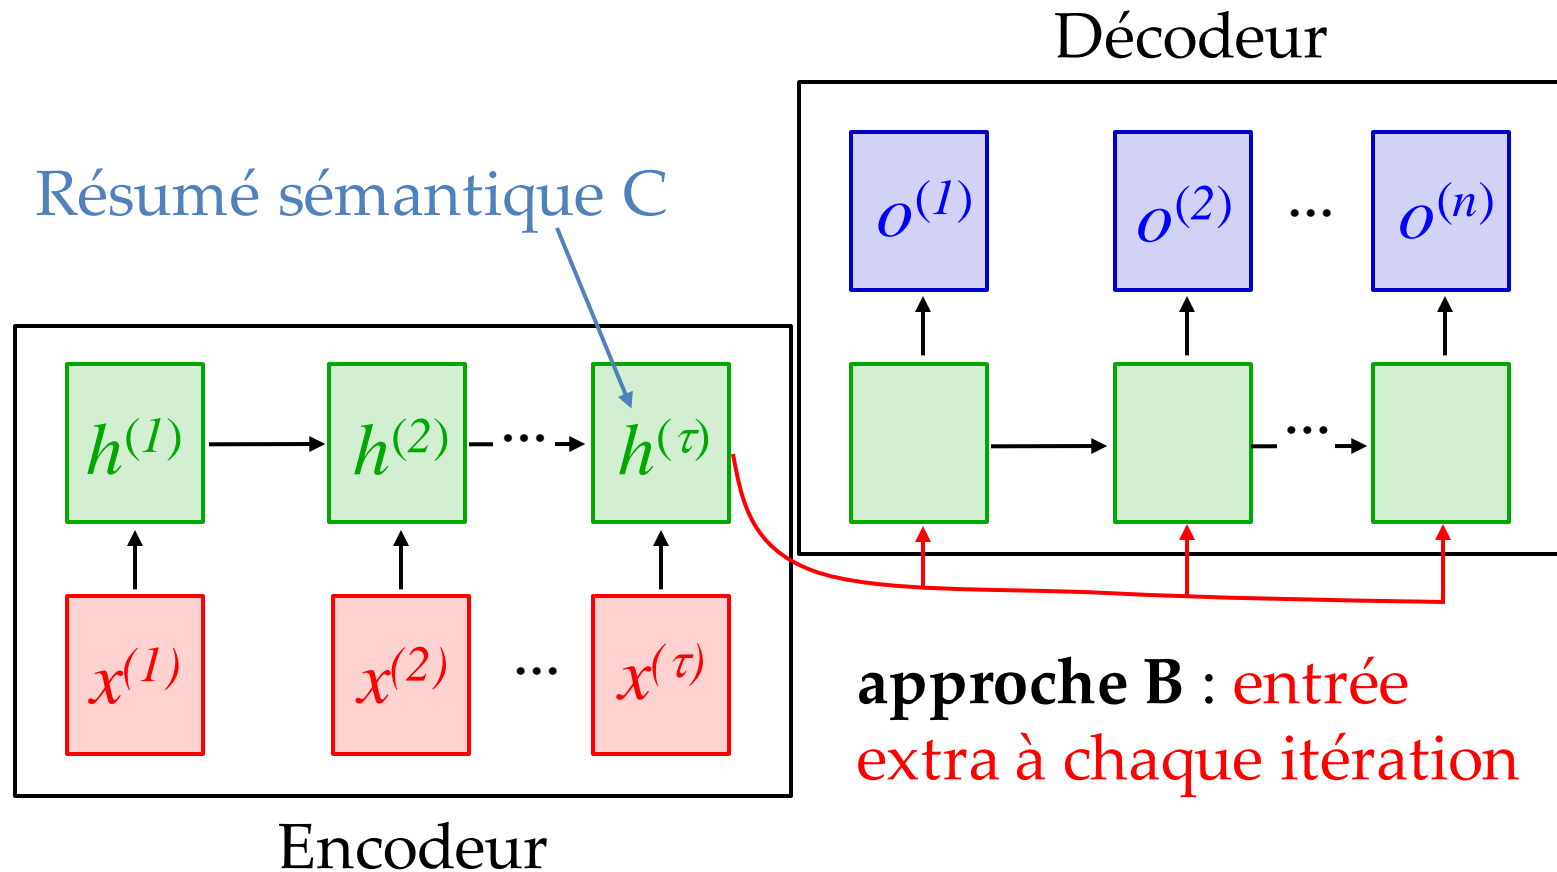 Décodeur
Résumé sémantique C
o⁽¹⁾ o⁽²⁾ ... o⁽ⁿ⁾
h⁽¹⁾ h⁽²⁾ ... h^(τ) ...
x⁽¹⁾ x⁽²⁾ ... x^(τ)
approche B : entrée
extra à chaque itération
Encodeur